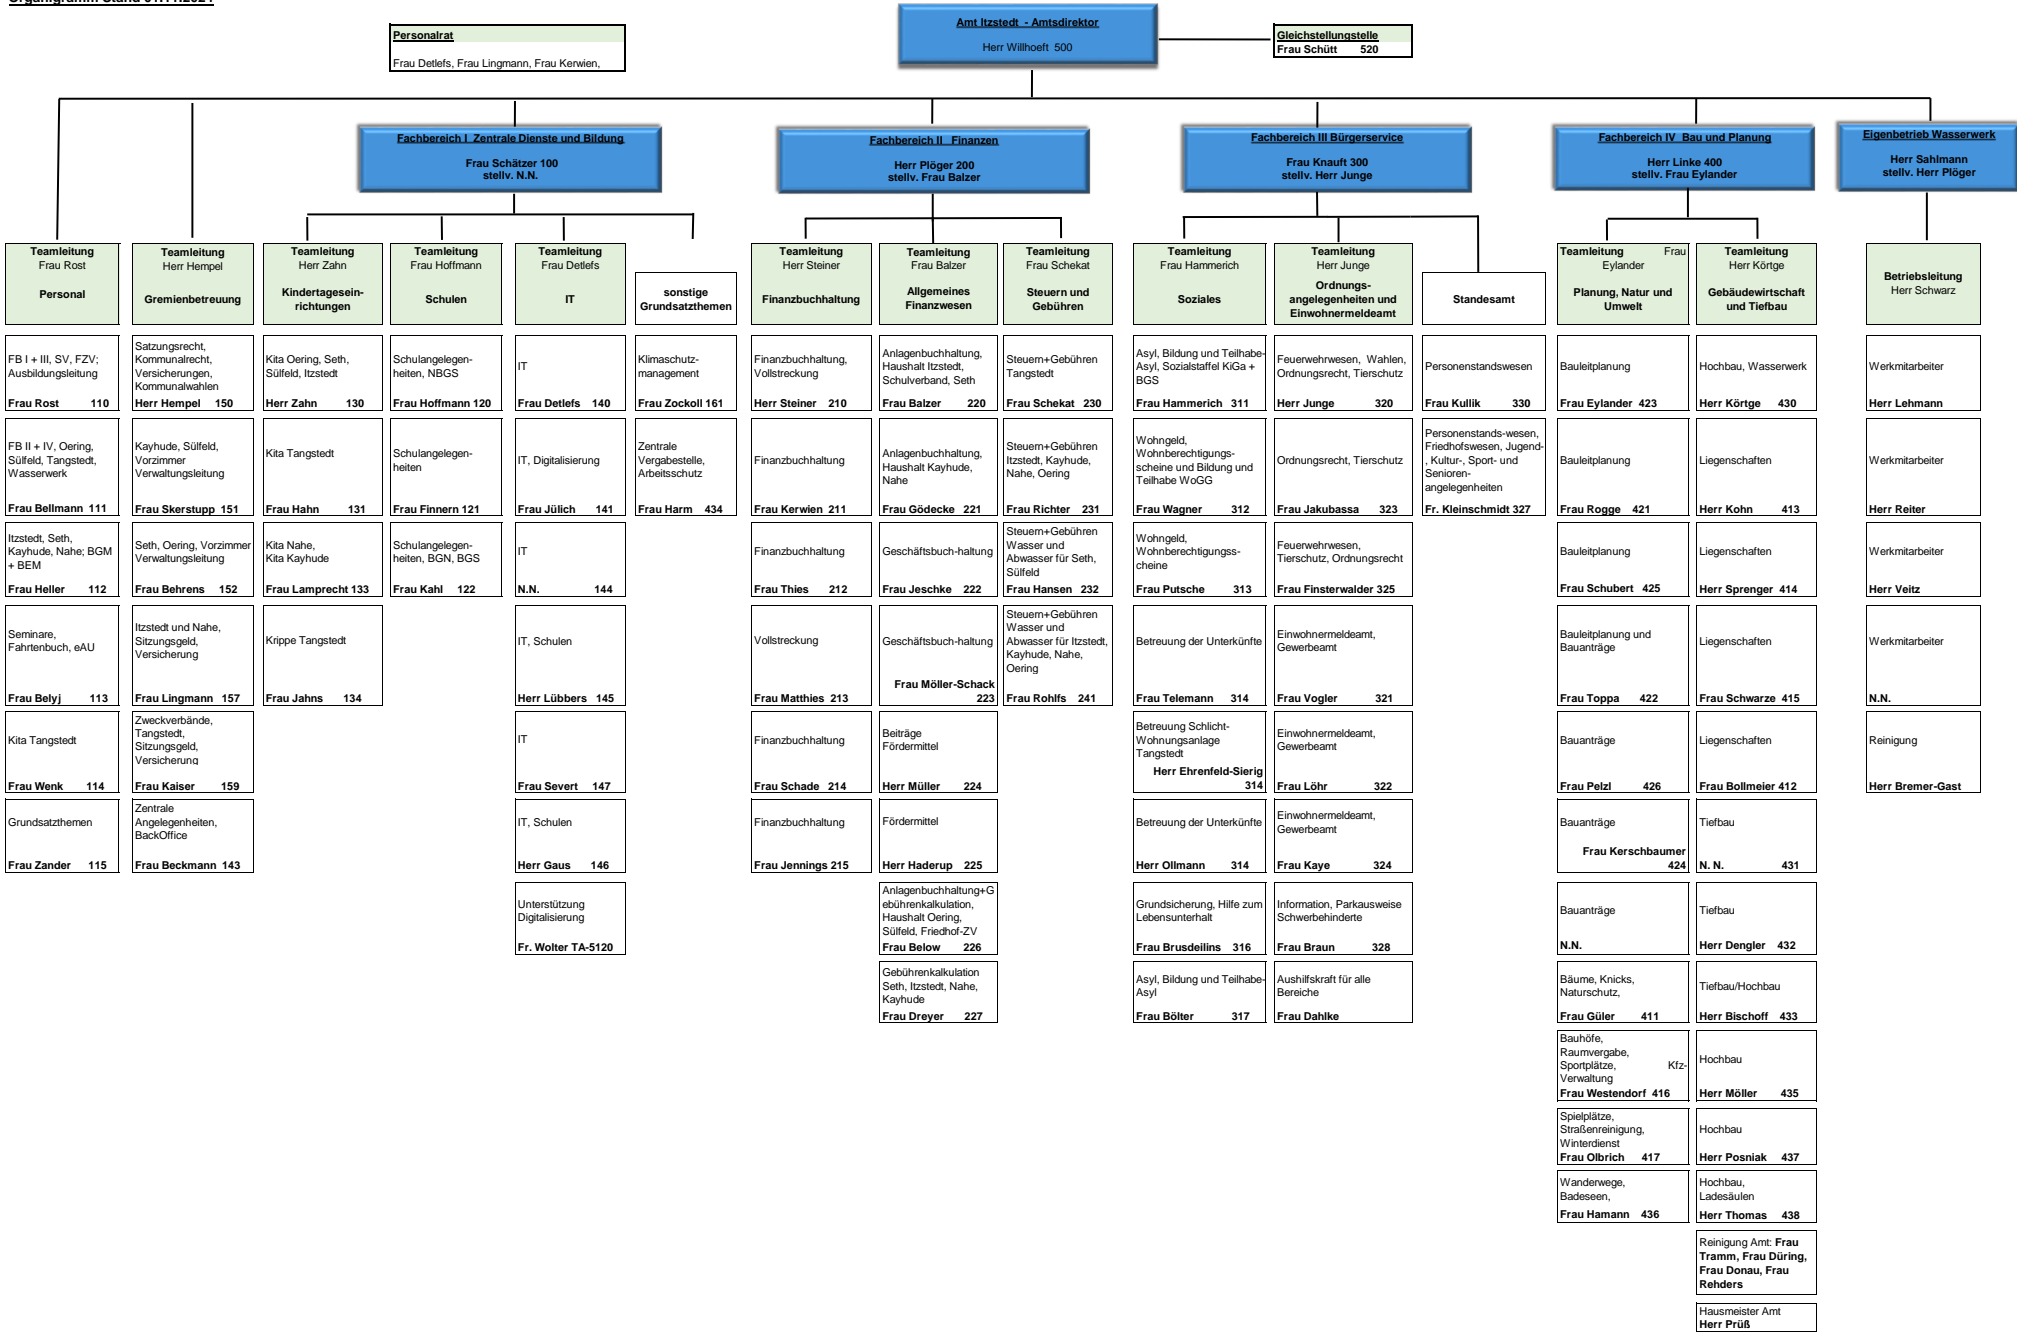 Organigramm Stand 01.11.2024
Personalrat
Frau Detlefs, Frau Lingmann, Frau Kerwien,
Amt Itzstedt - Amtsdirektor
Herr Willhoeft 500
Gleichstellungstelle
Frau Schütt 520
Fachbereich I Zentrale Dienste und Bildung
Frau Schätzer 100
stellv. N.N.
Fachbereich II Finanzen
Herr Plöger 200
stellv. Frau Balzer
Fachbereich III Bürgerservice
Frau Knauft 300
stellv. Herr Junge
Fachbereich IV Bau und Planung
Herr Linke 400
stellv. Frau Eylander
Eigenbetrieb Wasserwerk
Herr Sahlmann
stellv. Herr Plöger
Teamleitung
Frau Rost
Personal
FB I + III, SV, FZV;
Ausbildungsleitung
Frau Rost 110
FB II + IV, Oering,
Sülfeld, Tangstedt,
Wasserwerk
Frau Bellmann 111
Itzstedt, Seth,
Kayhude, Nahe; BGM
+ BEM
Frau Heller 112
Seminare,
Fahrtenbuch, eAU
Frau Belyj 113
Kita Tangstedt
Frau Wenk 114
Grundsatzthemen
Frau Zander 115
Teamleitung
Herr Hempel
Gremienbetreuung
Satzungsrecht,
Kommunalrecht,
Versicherungen,
Kommunalwahlen
Herr Hempel 150
Kayhude, Sülfeld,
Vorzimmer
Verwaltungsleitung
Frau Skerstupp 151
Seth, Oering, Vorzimmer
Verwaltungsleitung
Frau Behrens 152
Itzstedt und Nahe,
Sitzungsgeld,
Versicherung
Frau Lingmann 157
Zweckverbände,
Tangstedt,
Sitzungsgeld,
Versicherung
Frau Kaiser 159
Zentrale
Angelegenheiten,
BackOffice
Frau Beckmann 143
Teamleitung
Herr Zahn
Kindertagesein-
richtungen
Kita Oering, Seth,
Sülfeld, Itzstedt
Herr Zahn 130
Kita Tangstedt
Frau Hahn 131
Kita Nahe,
Kita Kayhude
Frau Lamprecht 133
Krippe Tangstedt
Frau Jahns 134
Teamleitung
Frau Hoffmann
Schulen
Schulangelegen-
heiten, NBGS
Frau Hoffmann 120
Schulangelegen-
heiten
Frau Finnern 121
Schulangelegen-
heiten, BGN, BGS
Frau Kahl 122
Teamleitung
Frau Detlefs
IT
IT
Frau Detlefs 140
IT, Digitalisierung
Frau Jülich 141
IT
N.N. 144
IT, Schulen
Herr Lübbers 145
IT
Frau Severt 147
IT, Schulen
Herr Gaus 146
Unterstützung
Digitalisierung
Fr. Wolter TA-5120
sonstige
Grundsatzthemen
Klimaschutz-
management
Frau Zockoll 161
Zentrale
Vergabestelle,
Arbeitsschutz
Frau Harm 434
Teamleitung
Herr Steiner
Finanzbuchhaltung
Finanzbuchhaltung,
Vollstreckung
Herr Steiner 210
Finanzbuchhaltung
Frau Kerwien 211
Finanzbuchhaltung
Frau Thies 212
Vollstreckung
Frau Matthies 213
Finanzbuchhaltung
Frau Schade 214
Finanzbuchhaltung
Frau Jennings 215
Teamleitung
Frau Balzer
Allgemeines
Finanzwesen
Anlagenbuchhaltung,
Haushalt Itzstedt,
Schulverband, Seth
Frau Balzer 220
Anlagenbuchhaltung,
Haushalt Kayhude,
Nahe
Frau Gödecke 221
Geschäftsbuch-haltung
Frau Jeschke 222
Geschäftsbuch-haltung
Frau Möller-Schack
223
Beiträge
Fördermittel
Herr Müller 224
Fördermittel
Herr Haderup 225
Anlagenbuchhaltung+G
ebührenkalkulation,
Haushalt Oering,
Sülfeld, Friedhof-ZV
Frau Below 226
Gebührenkalkulation
Seth, Itzstedt, Nahe,
Kayhude
Frau Dreyer 227
Teamleitung
Frau Schekat
Steuern und
Gebühren
Steuern+Gebühren
Tangstedt
Frau Schekat 230
Steuern+Gebühren
Itzstedt, Kayhude,
Nahe, Oering
Frau Richter 231
Steuern+Gebühren
Wasser und
Abwasser für Seth,
Sülfeld
Frau Hansen 232
Steuern+Gebühren
Wasser und
Abwasser für Itzstedt,
Kayhude, Nahe,
Oering
Frau Rohlfs 241
Teamleitung
Frau Hammerich
Soziales
Asyl, Bildung und Teilhabe-
Asyl, Sozialstaffel KiGa +
BGS
Frau Hammerich 311
Wohngeld,
Wohnberechtigungs-
scheine und Bildung und
Teilhabe WoGG
Frau Wagner 312
Wohngeld,
Wohnberechtigungss-
cheine
Frau Putsche 313
Betreuung der Unterkünfte
Frau Telemann 314
Betreuung Schlicht-
Wohnungsanlage
Tangstedt
Herr Ehrenfeld-Sierig
314
Betreuung der Unterkünfte
Herr Ollmann 314
Grundsicherung, Hilfe zum
Lebensunterhalt
Frau Brusdeilins 316
Asyl, Bildung und Teilhabe-
Asyl
Frau Bölter 317
Teamleitung
Herr Junge
Ordnungs-
angelegenheiten und
Einwohnermeldeamt
Feuerwehrwesen, Wahlen,
Ordnungsrecht, Tierschutz
Herr Junge 320
Ordnungsrecht, Tierschutz
Frau Jakubassa 323
Feuerwehrwesen,
Tierschutz, Ordnungsrecht
Frau Finsterwalder 325
Einwohnermeldeamt,
Gewerbeamt
Frau Vogler 321
Einwohnermeldeamt,
Gewerbeamt
Frau Löhr 322
Einwohnermeldeamt,
Gewerbeamt
Frau Kaye 324
Information, Parkausweise
Schwerbehinderte
Frau Braun 328
Aushilfskraft für alle
Bereiche
Frau Dahlke
Standesamt
Personenstandswesen
Frau Kullik 330
Personenstands-wesen,
Friedhofswesen, Jugend-
, Kultur-, Sport- und
Senioren-
angelegenheiten
Fr. Kleinschmidt 327
Teamleitung Frau
Eylander
Planung, Natur und
Umwelt
Bauleitplanung
Frau Eylander 423
Bauleitplanung
Frau Rogge 421
Bauleitplanung
Frau Schubert 425
Bauleitplanung und
Bauanträge
Frau Toppa 422
Bauanträge
Frau Pelzl 426
Bauanträge
Frau Kerschbaumer
424
Bauanträge
N.N.
Bäume, Knicks,
Naturschutz,
Frau Güler 411
Bauhöfe,
Raumvergabe,
Sportplätze, Kfz-
Verwaltung
Frau Westendorf 416
Spielplätze,
Straßenreinigung,
Winterdienst
Frau Olbrich 417
Wanderwege,
Badeseen,
Frau Hamann 436
Teamleitung
Herr Körtge
Gebäudewirtschaft
und Tiefbau
Hochbau, Wasserwerk
Herr Körtge 430
Liegenschaften
Herr Kohn 413
Liegenschaften
Herr Sprenger 414
Liegenschaften
Frau Schwarze 415
Liegenschaften
Frau Bollmeier 412
Tiefbau
N. N. 431
Tiefbau
Herr Dengler 432
Tiefbau/Hochbau
Herr Bischoff 433
Hochbau
Herr Möller 435
Hochbau
Herr Posniak 437
Hochbau,
Ladesäulen
Herr Thomas 438
Reinigung Amt: Frau
Tramm, Frau Düring,
Frau Donau, Frau
Rehders
Hausmeister Amt
Herr Prüß
Betriebsleitung
Herr Schwarz
Werkmitarbeiter
Herr Lehmann
Werkmitarbeiter
Herr Reiter
Werkmitarbeiter
Herr Veitz
Werkmitarbeiter
N.N.
Reinigung
Herr Bremer-Gast